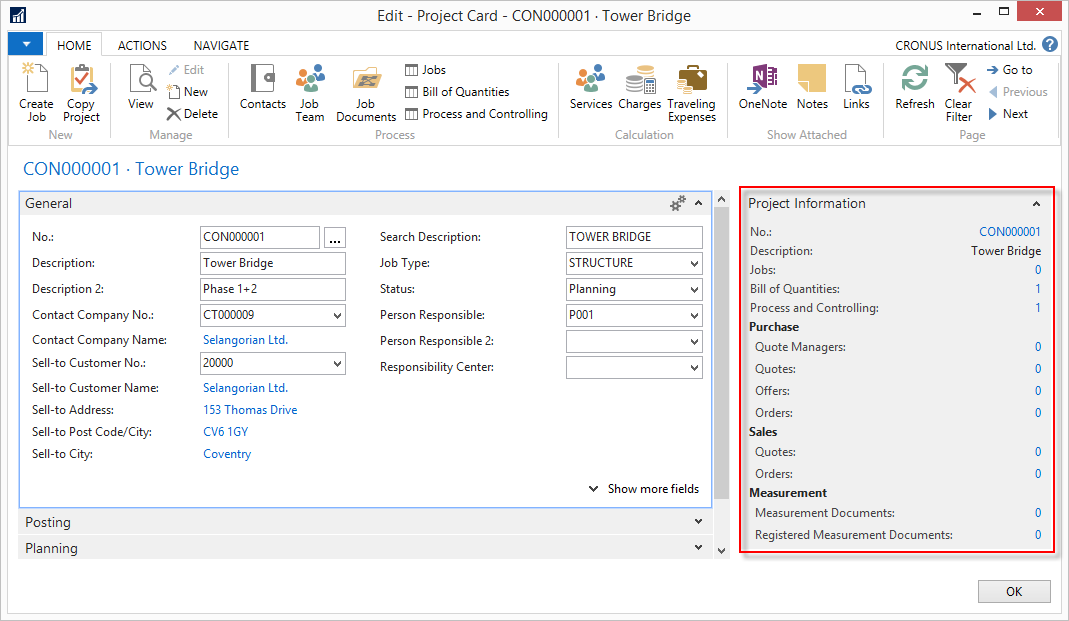 Edit - Project Card - CON000001 · Tower Bridge
HOME ACTIONS NAVIGATE CRONUS International Ltd. ?
Create Job
Copy Project
New
View
Edit
New
Delete
Manage
Contacts
Job Team
Job Documents
Jobs
Bill of Quantities
Process and Controlling
Process
Services
Charges
Traveling Expenses
Calculation
OneNote
Notes
Links
Show Attached
Refresh
Clear Filter
Go to
Previous
Next
Page
CON000001 · Tower Bridge
General
No.: CON000001 ...
Description: Tower Bridge
Description 2: Phase 1+2
Contact Company No.: CT000009
Contact Company Name: Selangorian Ltd.
Sell-to Customer No.: 20000
Sell-to Customer Name: Selangorian Ltd.
Sell-to Address: 153 Thomas Drive
Sell-to Post Code/City: CV6 1GY
Sell-to City: Coventry
Search Description: TOWER BRIDGE
Job Type: STRUCTURE
Status: Planning
Person Responsible: P001
Person Responsible 2:
Responsibility Center:
Show more fields
Posting
Planning
Project Information
No.: CON000001
Description: Tower Bridge
Jobs: 0
Bill of Quantities: 1
Process and Controlling: 1
Purchase
Quote Managers: 0
Quotes: 0
Offers: 0
Orders: 0
Sales
Quotes: 0
Orders: 0
Measurement
Measurement Documents: 0
Registered Measurement Documents: 0
OK